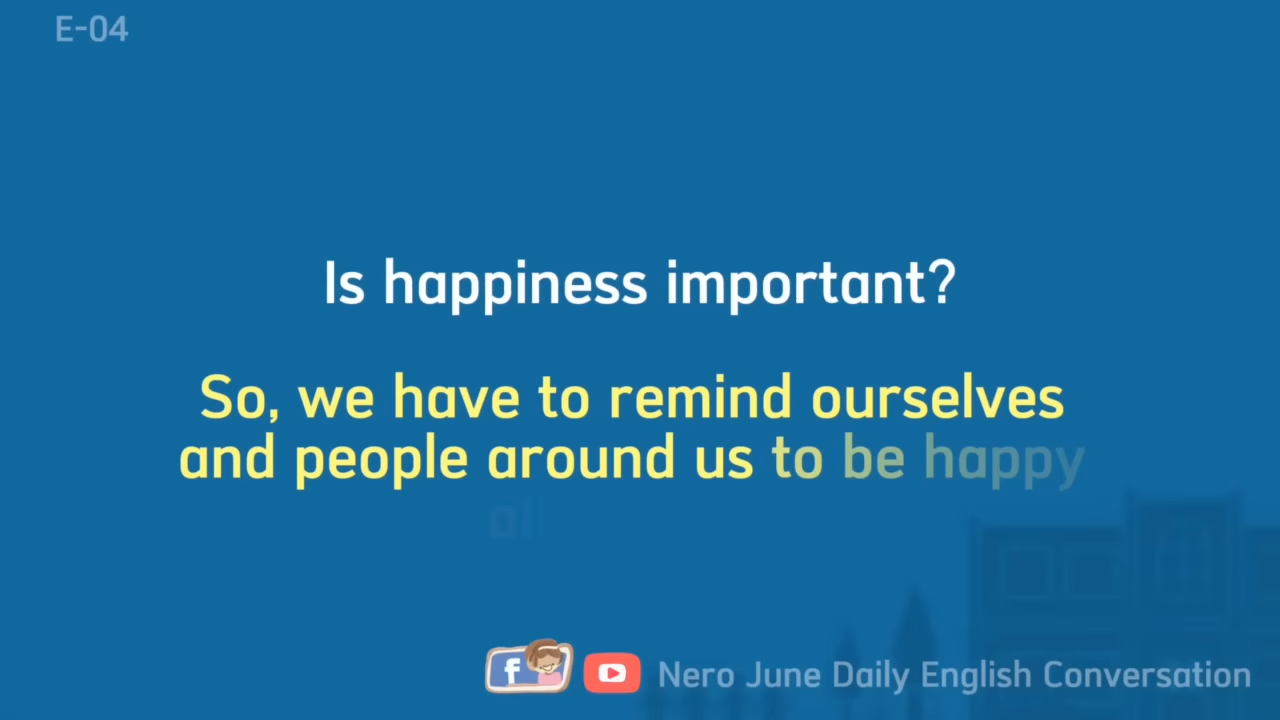 E-04
Is happiness important?
So, we have to remind ourselves
and people around us to be happy
all
Nero June Daily English Conversation